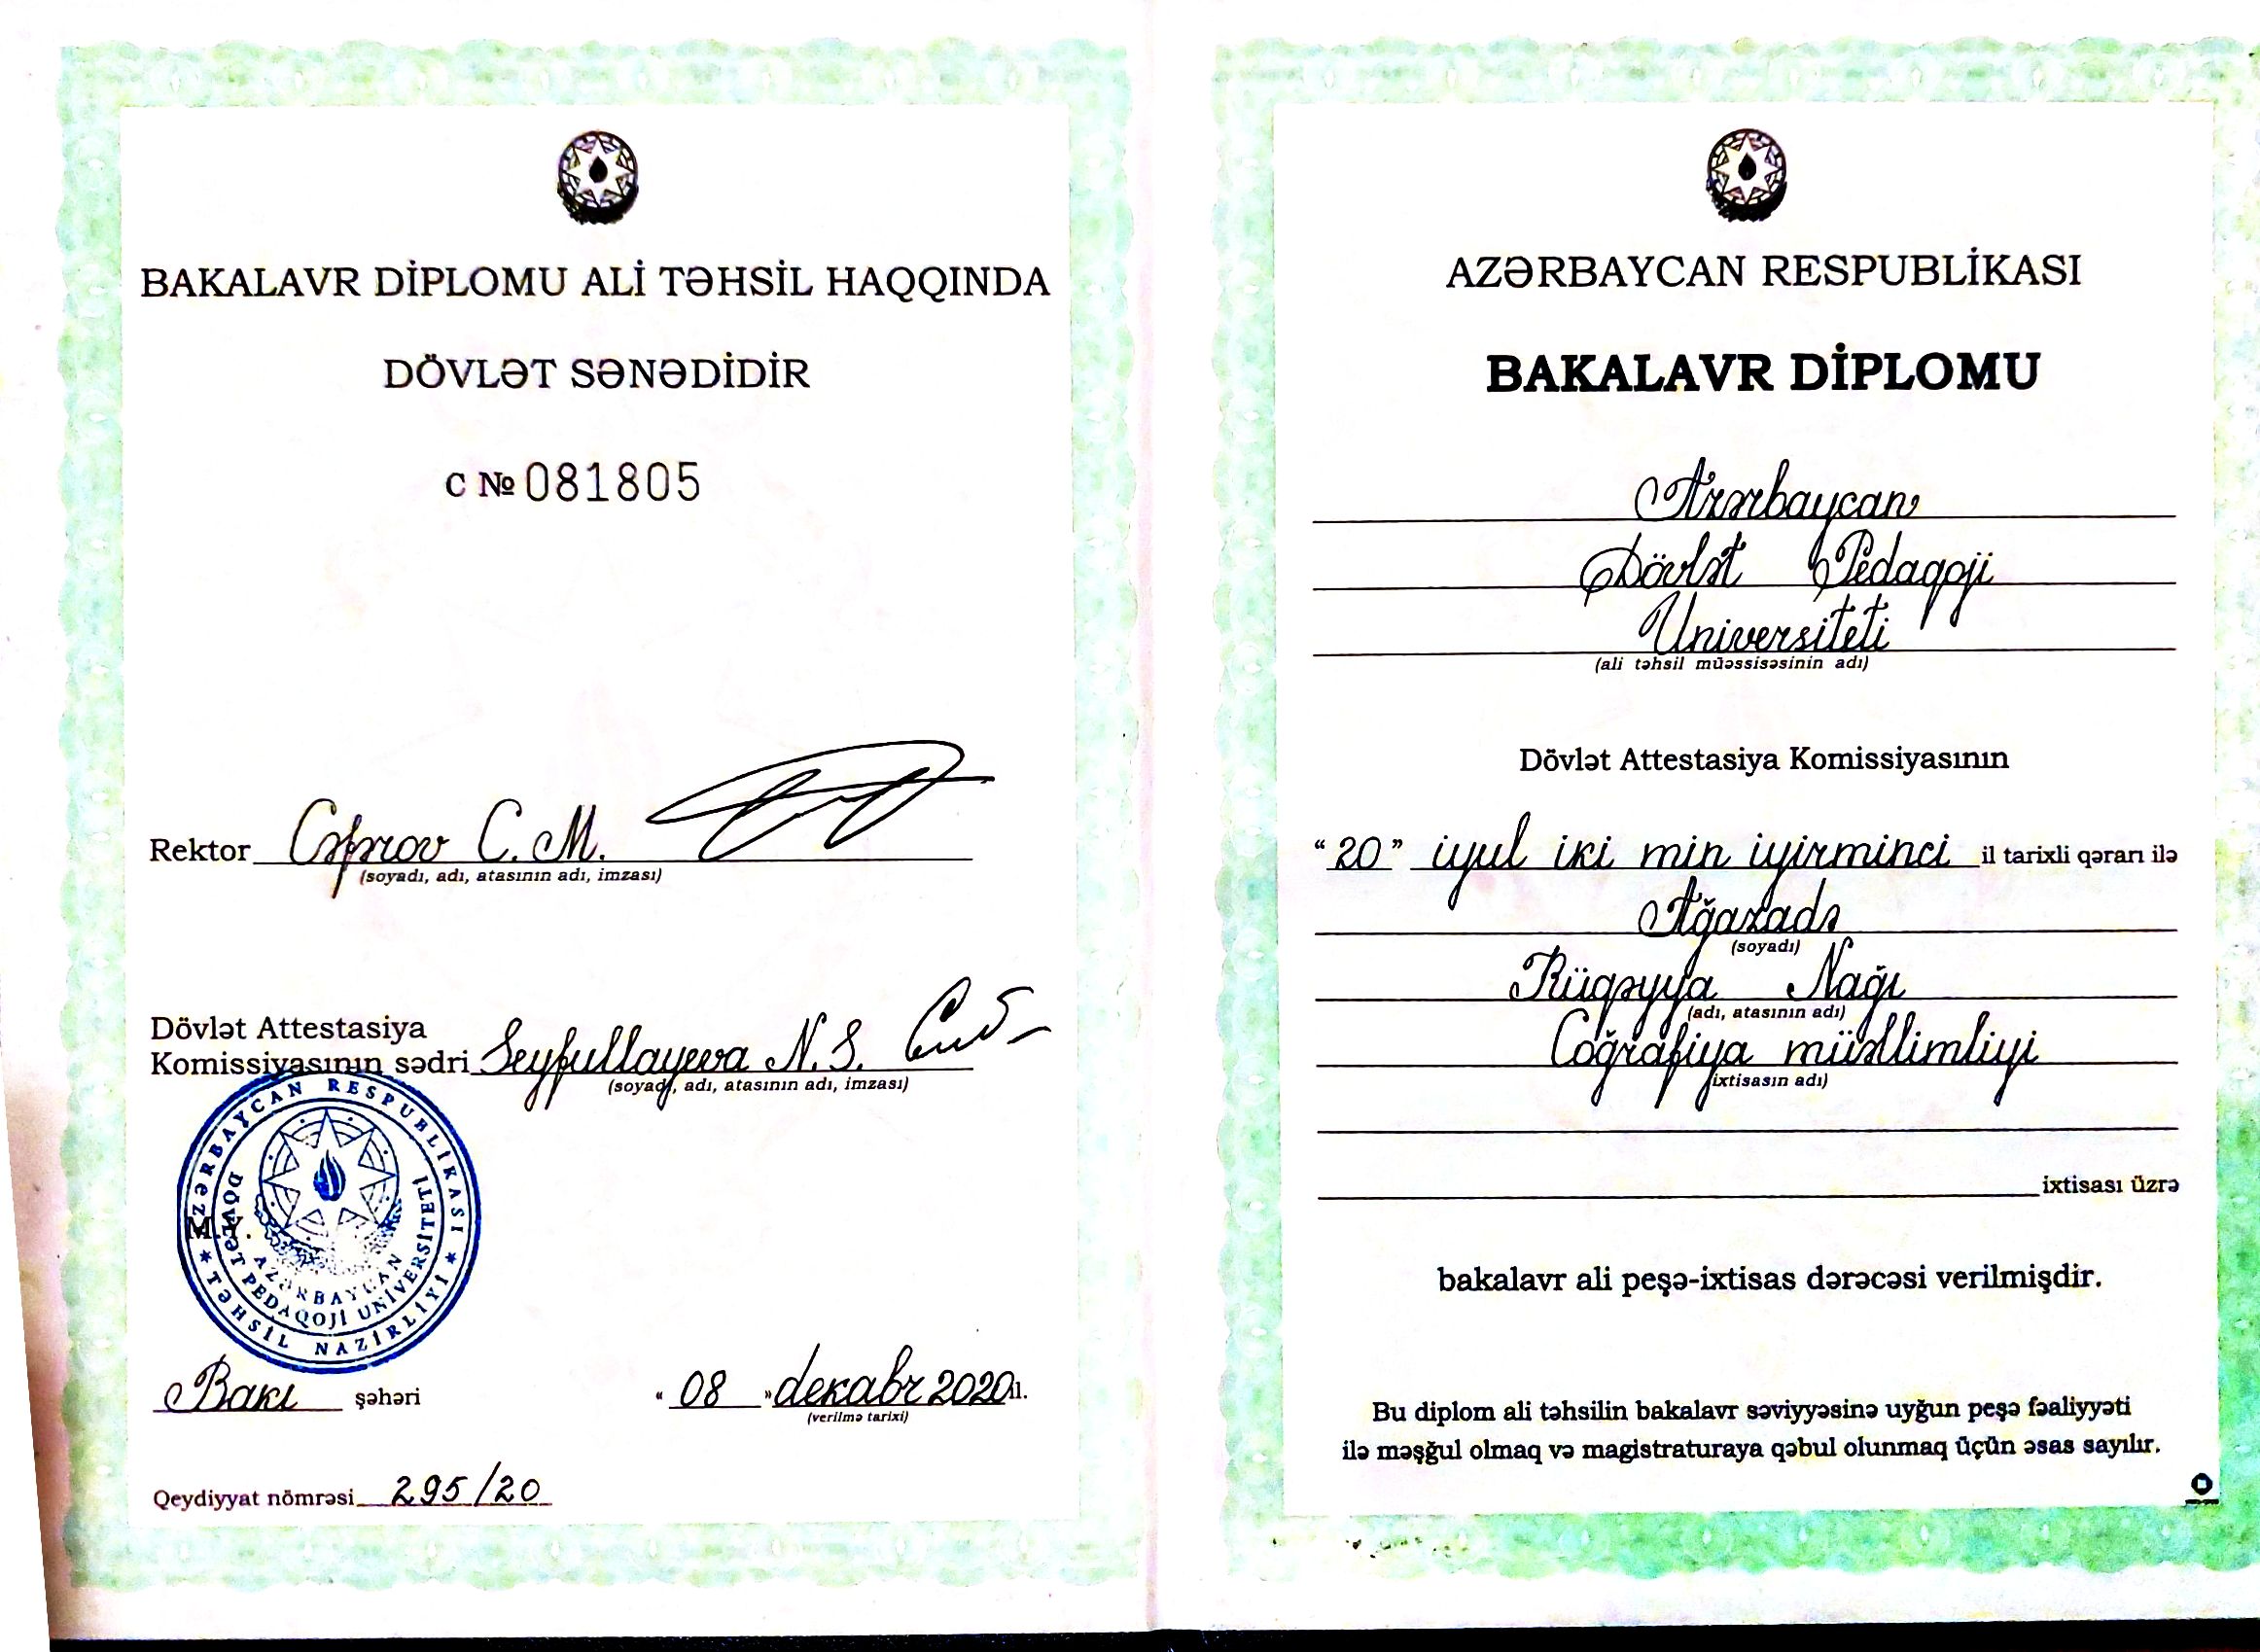 BAKALAVR DİPLOMU ALİ TƏHSİL HAQQINDA
DÖVLƏT SƏNƏDİDİR
C № 081805
Rektor Cəfərov C. M.
(soyadı, adı, atasının adı, imzası)
Dövlət Attestasiya
Komissiyasının sədri Seyfullayeva N. S.
(soyadı, adı, atasının adı, imzası)
AZƏRBAYCAN RESPUBLİKASI
★ TƏHSİL NAZİRLİYİ ★
AZƏRBAYCAN
DÖVLƏT PEDAQOJİ UNİVERSİTETİ
M.Y.
Bakı şəhəri
“ 08 ” dekabr 2020 il.
(verilmə tarixi)
Qeydiyyat nömrəsi 295/20
AZƏRBAYCAN RESPUBLİKASI
BAKALAVR DİPLOMU
Azərbaycan
Dövlət Pedaqoji
Universiteti
(ali təhsil müəssisəsinin adı)
Dövlət Attestasiya Komissiyasının
“ 20 ” iyul iki min iyirminci il tarixli qərarı ilə
Ağazadə
(soyadı)
Rüqəyya Nağı
(adı, atasının adı)
Coğrafiya müəllimliyi
(ixtisasın adı)
ixtisası üzrə
bakalavr ali peşə-ixtisas dərəcəsi verilmişdir.
Bu diplom ali təhsilin bakalavr səviyyəsinə uyğun peşə fəaliyyəti
ilə məşğul olmaq və magistraturaya qəbul olunmaq üçün əsas sayılır.